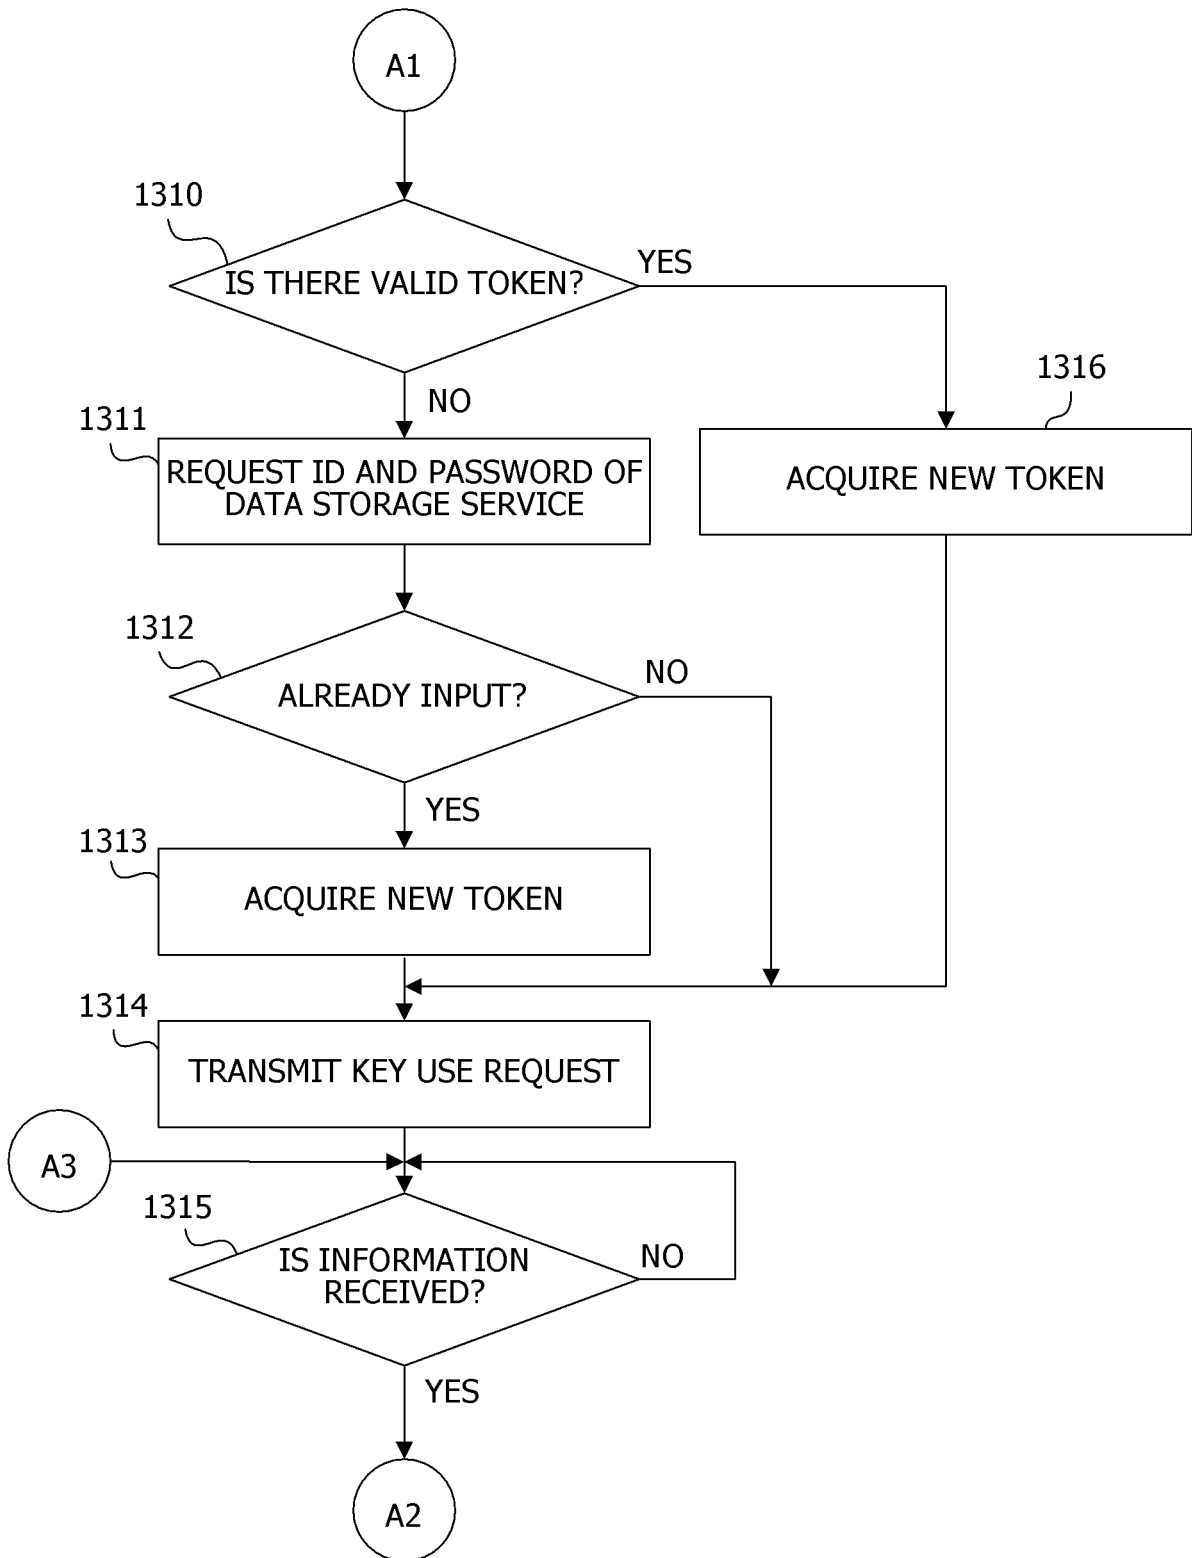 A1
1310
YES
IS THERE VALID TOKEN?
1316
NO
1311
REQUEST ID AND PASSWORD OF
DATA STORAGE SERVICE
ACQUIRE NEW TOKEN
1312
NO
ALREADY INPUT?
YES
1313
ACQUIRE NEW TOKEN
1314
TRANSMIT KEY USE REQUEST
A3
1315
IS INFORMATION
RECEIVED?
NO
YES
A2